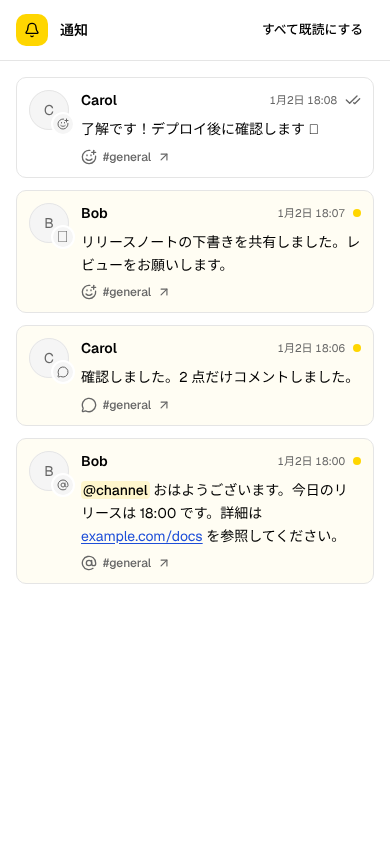 通知
すべて既読にする
C
Carol
1月2日 18:08
了解です！デプロイ後に確認します
#general
B
Bob
1月2日 18:07
リリースノートの下書きを共有しました。レ
ビューをお願いします。
#general
C
Carol
1月2日 18:06
確認しました。2 点だけコメントしました。
#general
B
Bob
1月2日 18:00
@channel おはようございます。今日のリ
リースは 18:00 です。詳細は
example.com/docs を参照してください。
#general